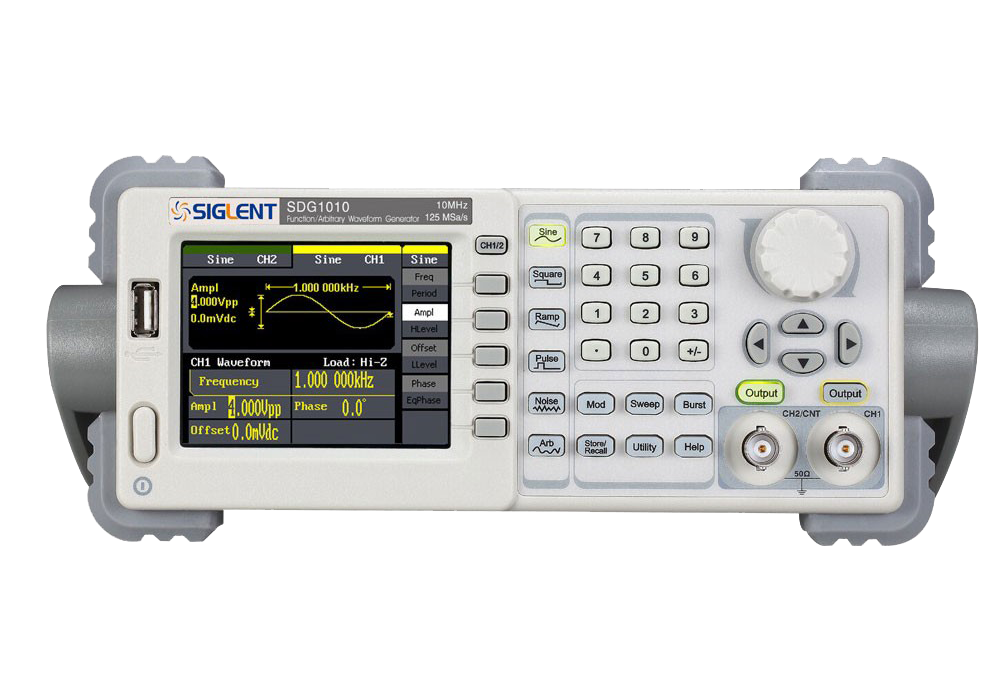 SIGLENT SDG1010 10MHz
Function/Arbitrary Waveform Generator 125 MSa/s
Sine CH2 Sine CH1 Sine
Ampl
4.000Vpp
0.0mVdc
1.000 000kHz
Freq
Period
Ampl
HLevel
Offset
LLevel
Phase
EqPhase
CH1 Waveform Load:Hi-Z
Frequency 1.000 000kHz
Ampl 4.000Vpp Phase 0.0°
Offset 0.0mVdc
CH1/2
Sine
Square
Ramp
Pulse
Noise
Arb
7 8 9
4 5 6
1 2 3
. 0 +/-
Mod Sweep Burst
Store/
Recall
Utility Help
Output Output
CH2/CNT CH1
50Ω